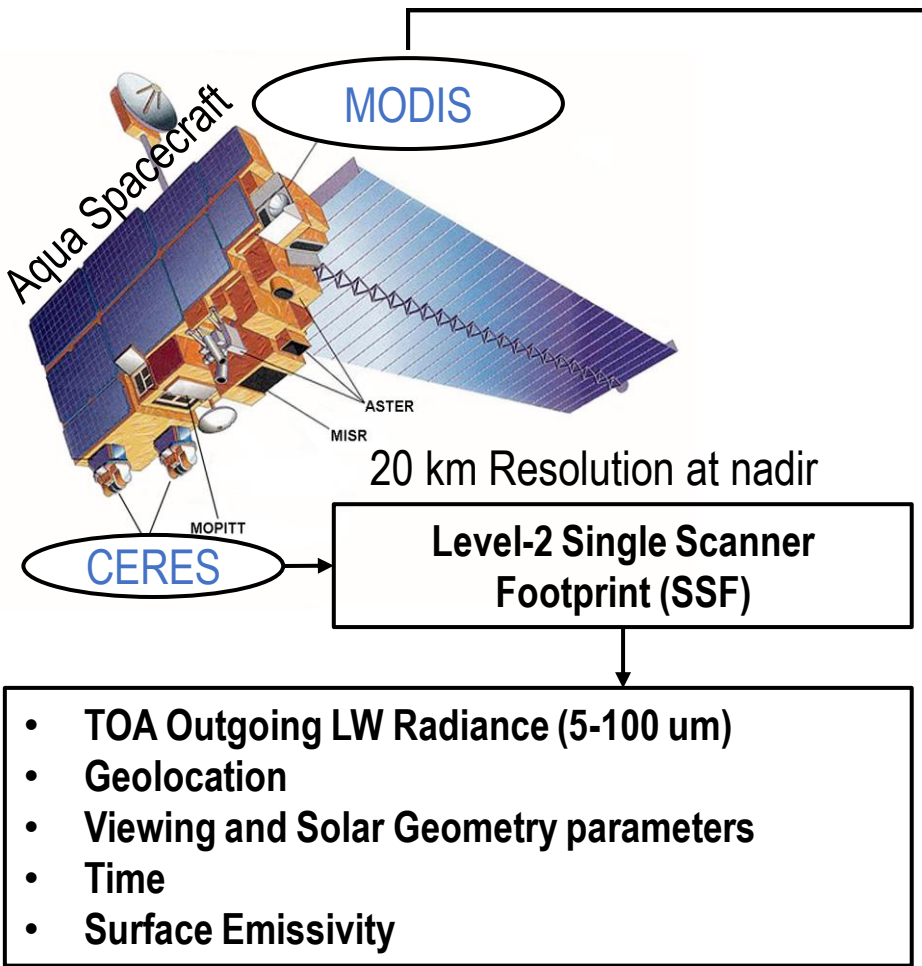 MODIS
Aqua Spacecraft
ASTER
MISR
20 km Resolution at nadir
MOPITT
CERES
Level-2 Single Scanner
Footprint (SSF)
• TOA Outgoing LW Radiance (5-100 um)
• Geolocation
• Viewing and Solar Geometry parameters
• Time
• Surface Emissivity